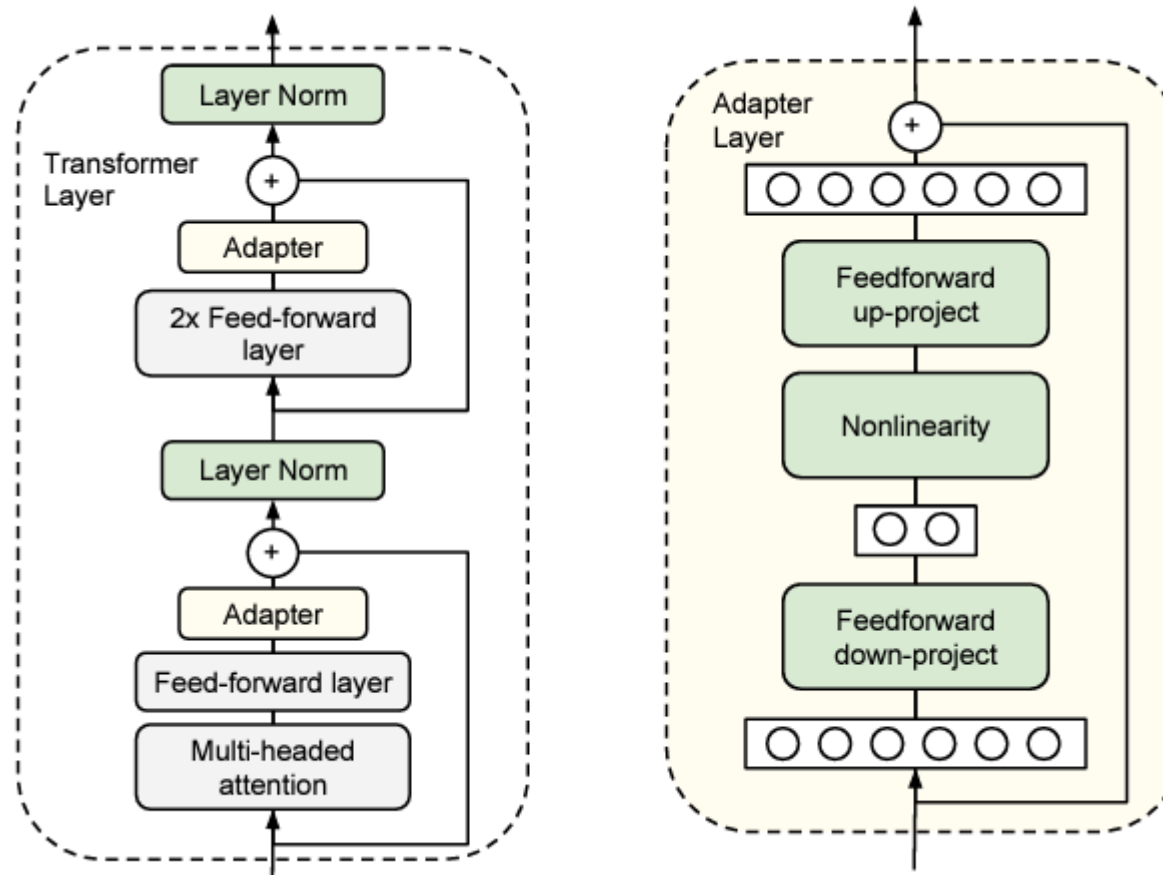 Layer Norm
Transformer
Layer
+
Adapter
2x Feed-forward
layer
Layer Norm
+
Adapter
Feed-forward layer
Multi-headed
attention
Adapter
Layer
+
Feedforward
up-project
Nonlinearity
Feedforward
down-project